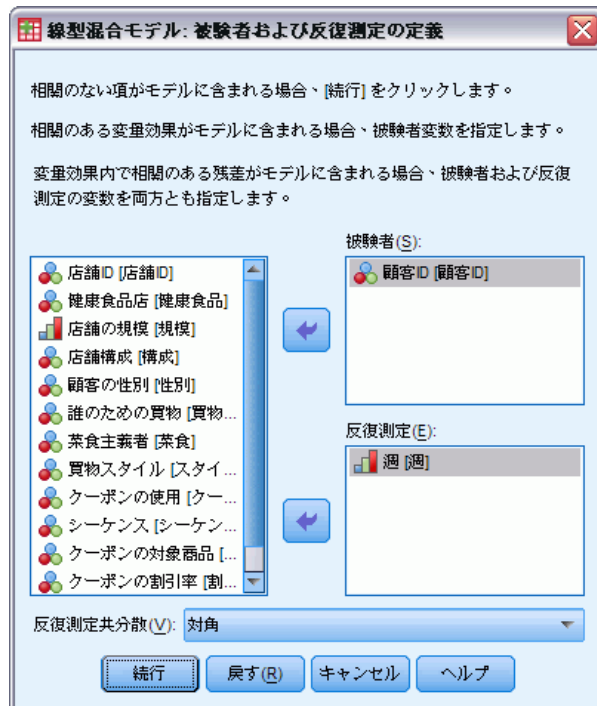 線型混合モデル: 被験者および反復測定の定義
相関のない項がモデルに含まれる場合、[続行] をクリックします。
相関のある変量効果がモデルに含まれる場合、被験者変数を指定します。
変量効果内で相関のある残差がモデルに含まれる場合、被験者および反復
測定の変数を両方とも指定します。
店舗ID [店舗ID]
健康食品店 [健康食品]
店舗の規模 [規模]
店舗構成 [構成]
顧客の性別 [性別]
誰のための買物 [買物...
菜食主義者 [菜食]
買物スタイル [スタイ...
クーポンの使用 [クー...
シーケンス [シーケン...
クーポンの対象商品 [...
クーポンの割引率 [割...
被験者(S):
顧客ID [顧客ID]
反復測定(E):
週 [週]
反復測定共分散(V): 対角
続行 戻す(R) キャンセル ヘルプ